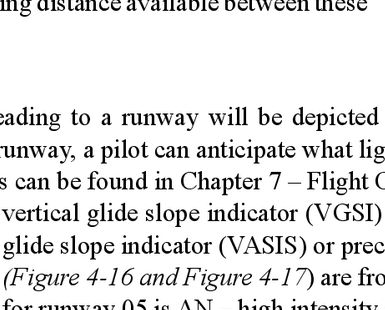 ing distance available between these
eading to a runway will be depicted
runway, a pilot can anticipate what lig
s can be found in Chapter 7 – Flight
vertical glide slope indicator (VGSI)
glide slope indicator (VASIS) or prec
(Figure 4-16 and Figure 4-17) are fro
for runway 05 is AN – high intensity